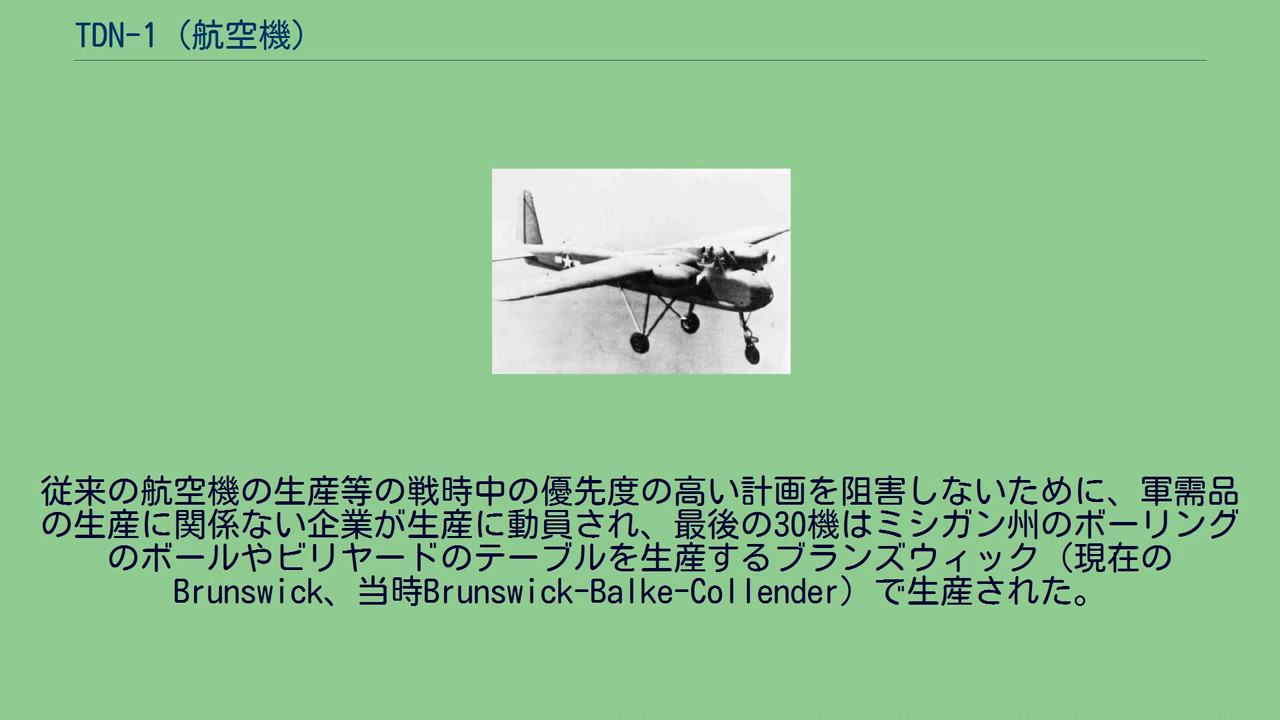 TDN-1（航空機）
従来の航空機の生産等の戦時中の優先度の高い計画を阻害しないために、軍需品
の生産に関係ない企業が生産に動員され、最後の30機はミシガン州のボーリング
のボールやビリヤードのテーブルを生産するブランズウィック（現在の
Brunswick、当時Brunswick-Balke-Collender）で生産された。